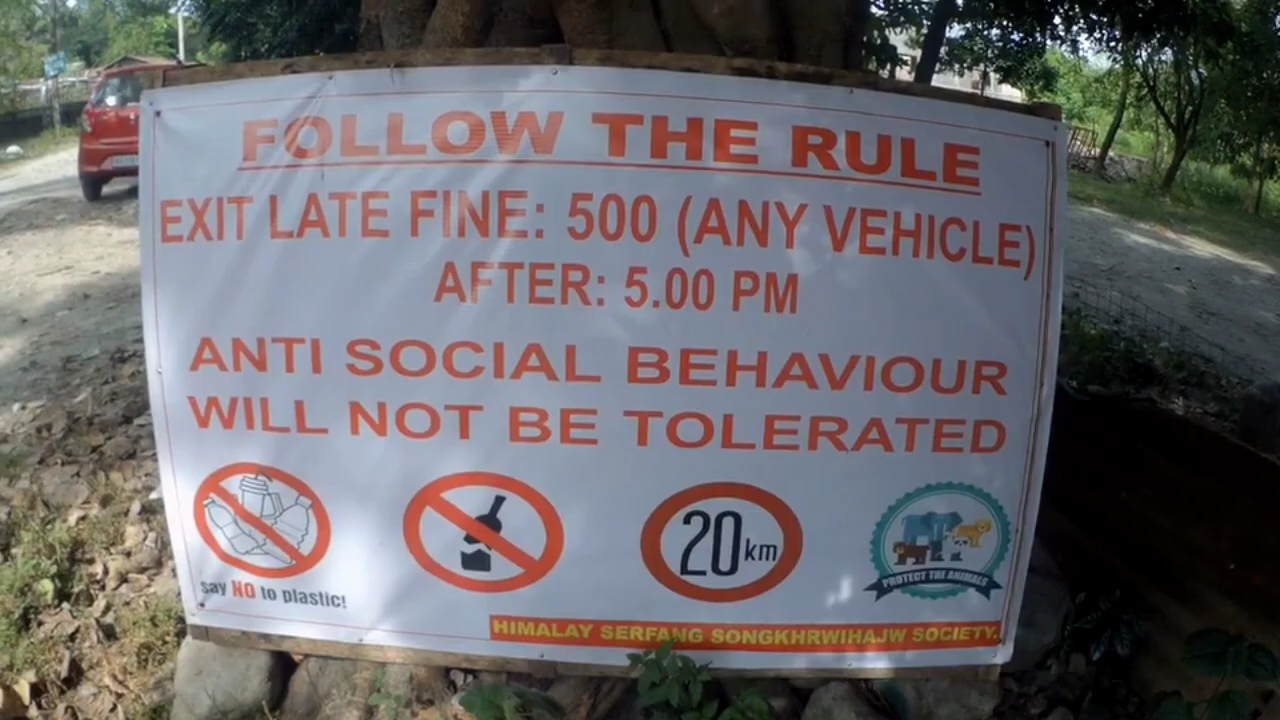 FOLLOW THE RULE
EXIT LATE FINE: 500 (ANY VEHICLE)
AFTER: 5.00 PM
ANTI SOCIAL BEHAVIOUR
WILL NOT BE TOLERATED
20km
PROTECT THE ANIMALS
say NO to plastic!
HIMALAY SERFANG SONGKHRWIHAJW SOCIETY.